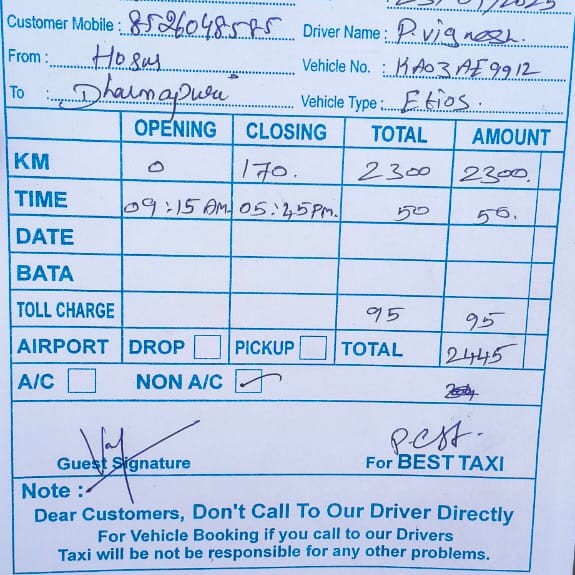 Customer Mobile : 8526048585 Driver Name : P.vignesh.
From : Hosur Vehicle No. : KA03AE9912
To : Dharmapuri Vehicle Type : Etios.
OPENING CLOSING TOTAL AMOUNT
KM 0 170. 2300 2300.
TIME 09:15 AM. 05:45 PM. 50 50.
DATE
BATA
TOLL CHARGE 95 95
AIRPORT DROP PICKUP TOTAL 2445
A/C NON A/C
Guest Signature For BEST TAXI
Note :
Dear Customers, Don't Call To Our Driver Directly
For Vehicle Booking if you call to our Drivers
Taxi will be not be responsible for any other problems.